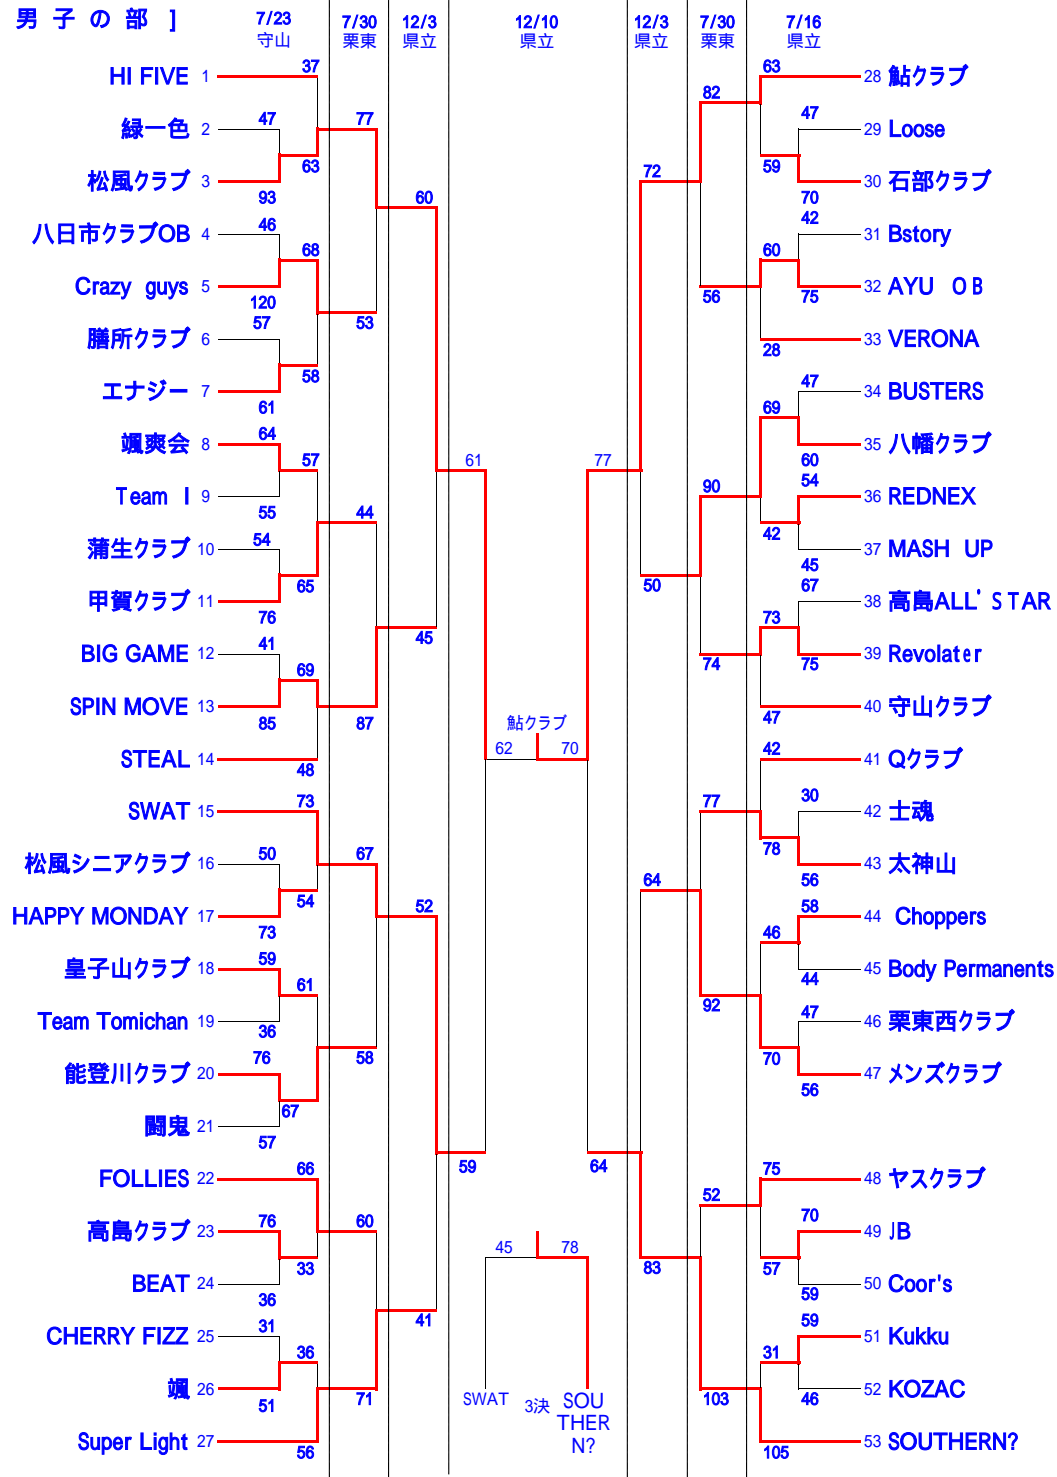 男 子 の 部 ]
7/23 7/30 12/3 12/10 12/3 7/30 7/16
守山 栗東 県立 県立 県立 栗東 県立
HI FIVE 1 37 63 28 鮎クラブ
82
緑一色 2 47 77 47 29 Loose
63 59
松風クラブ 3 93 60 72 70 30 石部クラブ
八日市クラブOB 4 46 42 31 Bstory
68 60
Crazy guys 5 120 56 75 32 AYU OB
膳所クラブ 6 57 53 28 33 VERONA
58
エナジー 7 61 47 34 BUSTERS
69
颯爽会 8 64 60 35 八幡クラブ
57 61 77
Team I 9 55 90 54 36 REDNEX
44 42
蒲生クラブ 10 54 45 37 MASH UP
65 50
甲賀クラブ 11 76 67 38 高島ALL'STAR
45 73
BIG GAME 12 41 74 75 39 Revolater
69
SPIN MOVE 13 85 87 47 40 守山クラブ
鮎クラブ
62 70
STEAL 14 48 42 41 Qクラブ
SWAT 15 73 77 30 42 士魂
67 78
松風シニアクラブ 16 50 56 43 太神山
54 64
HAPPY MONDAY 17 73 52 58 44 Choppers
46
皇子山クラブ 18 59 44 45 Body Permanents
61 92
Team Tomichan 19 36 47 46 栗東西クラブ
58 70
能登川クラブ 20 76 56 47 メンズクラブ
67
闘鬼 21 57
59 64
FOLLIES 22 66 75 48 ヤスクラブ
52
高島クラブ 23 76 60 70 49 JB
33 45 78 83 57
BEAT 24 36 59 50 Coor's
CHERRY FIZZ 25 31 41 59 51 Kukku
36 31
颯 26 51 71 103 46 52 KOZAC
SWAT 3決 SOU
THER
N?
Super Light 27 56 105 53 SOUTHERN?